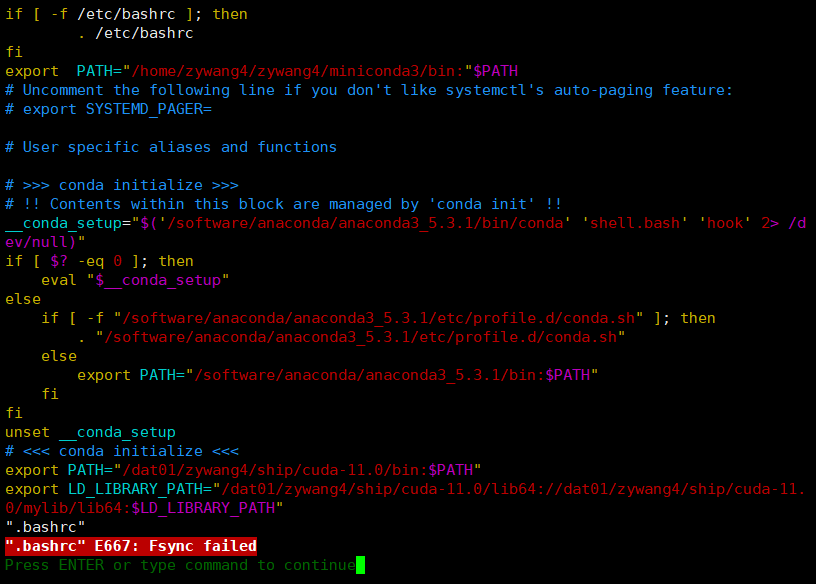 if [ -f /etc/bashrc ]; then
        . /etc/bashrc
fi
export  PATH="/home/zywang4/zywang4/miniconda3/bin:"$PATH
# Uncomment the following line if you don't like systemctl's auto-paging feature:
# export SYSTEMD_PAGER=
# User specific aliases and functions
# >>> conda initialize >>>
# !! Contents within this block are managed by 'conda init' !!
__conda_setup="$('/software/anaconda/anaconda3_5.3.1/bin/conda' 'shell.bash' 'hook' 2> /d
ev/null)"
if [ $? -eq 0 ]; then
    eval "$__conda_setup"
else
    if [ -f "/software/anaconda/anaconda3_5.3.1/etc/profile.d/conda.sh" ]; then
        . "/software/anaconda/anaconda3_5.3.1/etc/profile.d/conda.sh"
    else
        export PATH="/software/anaconda/anaconda3_5.3.1/bin:$PATH"
    fi
fi
unset __conda_setup
# <<< conda initialize <<<
export PATH="/dat01/zywang4/ship/cuda-11.0/bin:$PATH"
export LD_LIBRARY_PATH="/dat01/zywang4/ship/cuda-11.0/lib64://dat01/zywang4/ship/cuda-11.
0/mylib/lib64:$LD_LIBRARY_PATH"
".bashrc"
".bashrc" E667: Fsync failed
Press ENTER or type command to continue